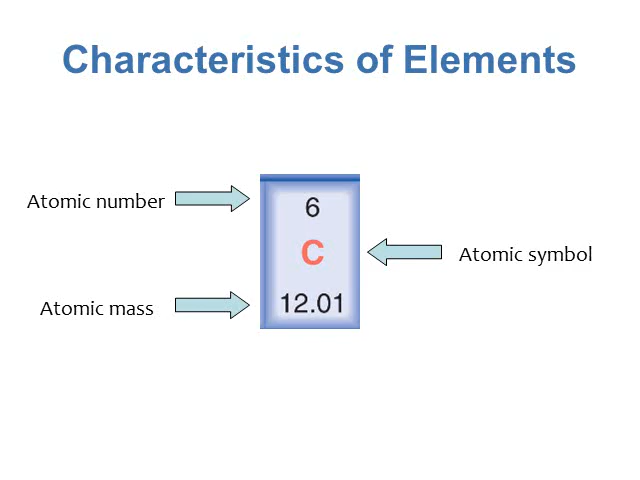 Characteristics of Elements
Atomic number
6
C
Atomic symbol
Atomic mass
12.01